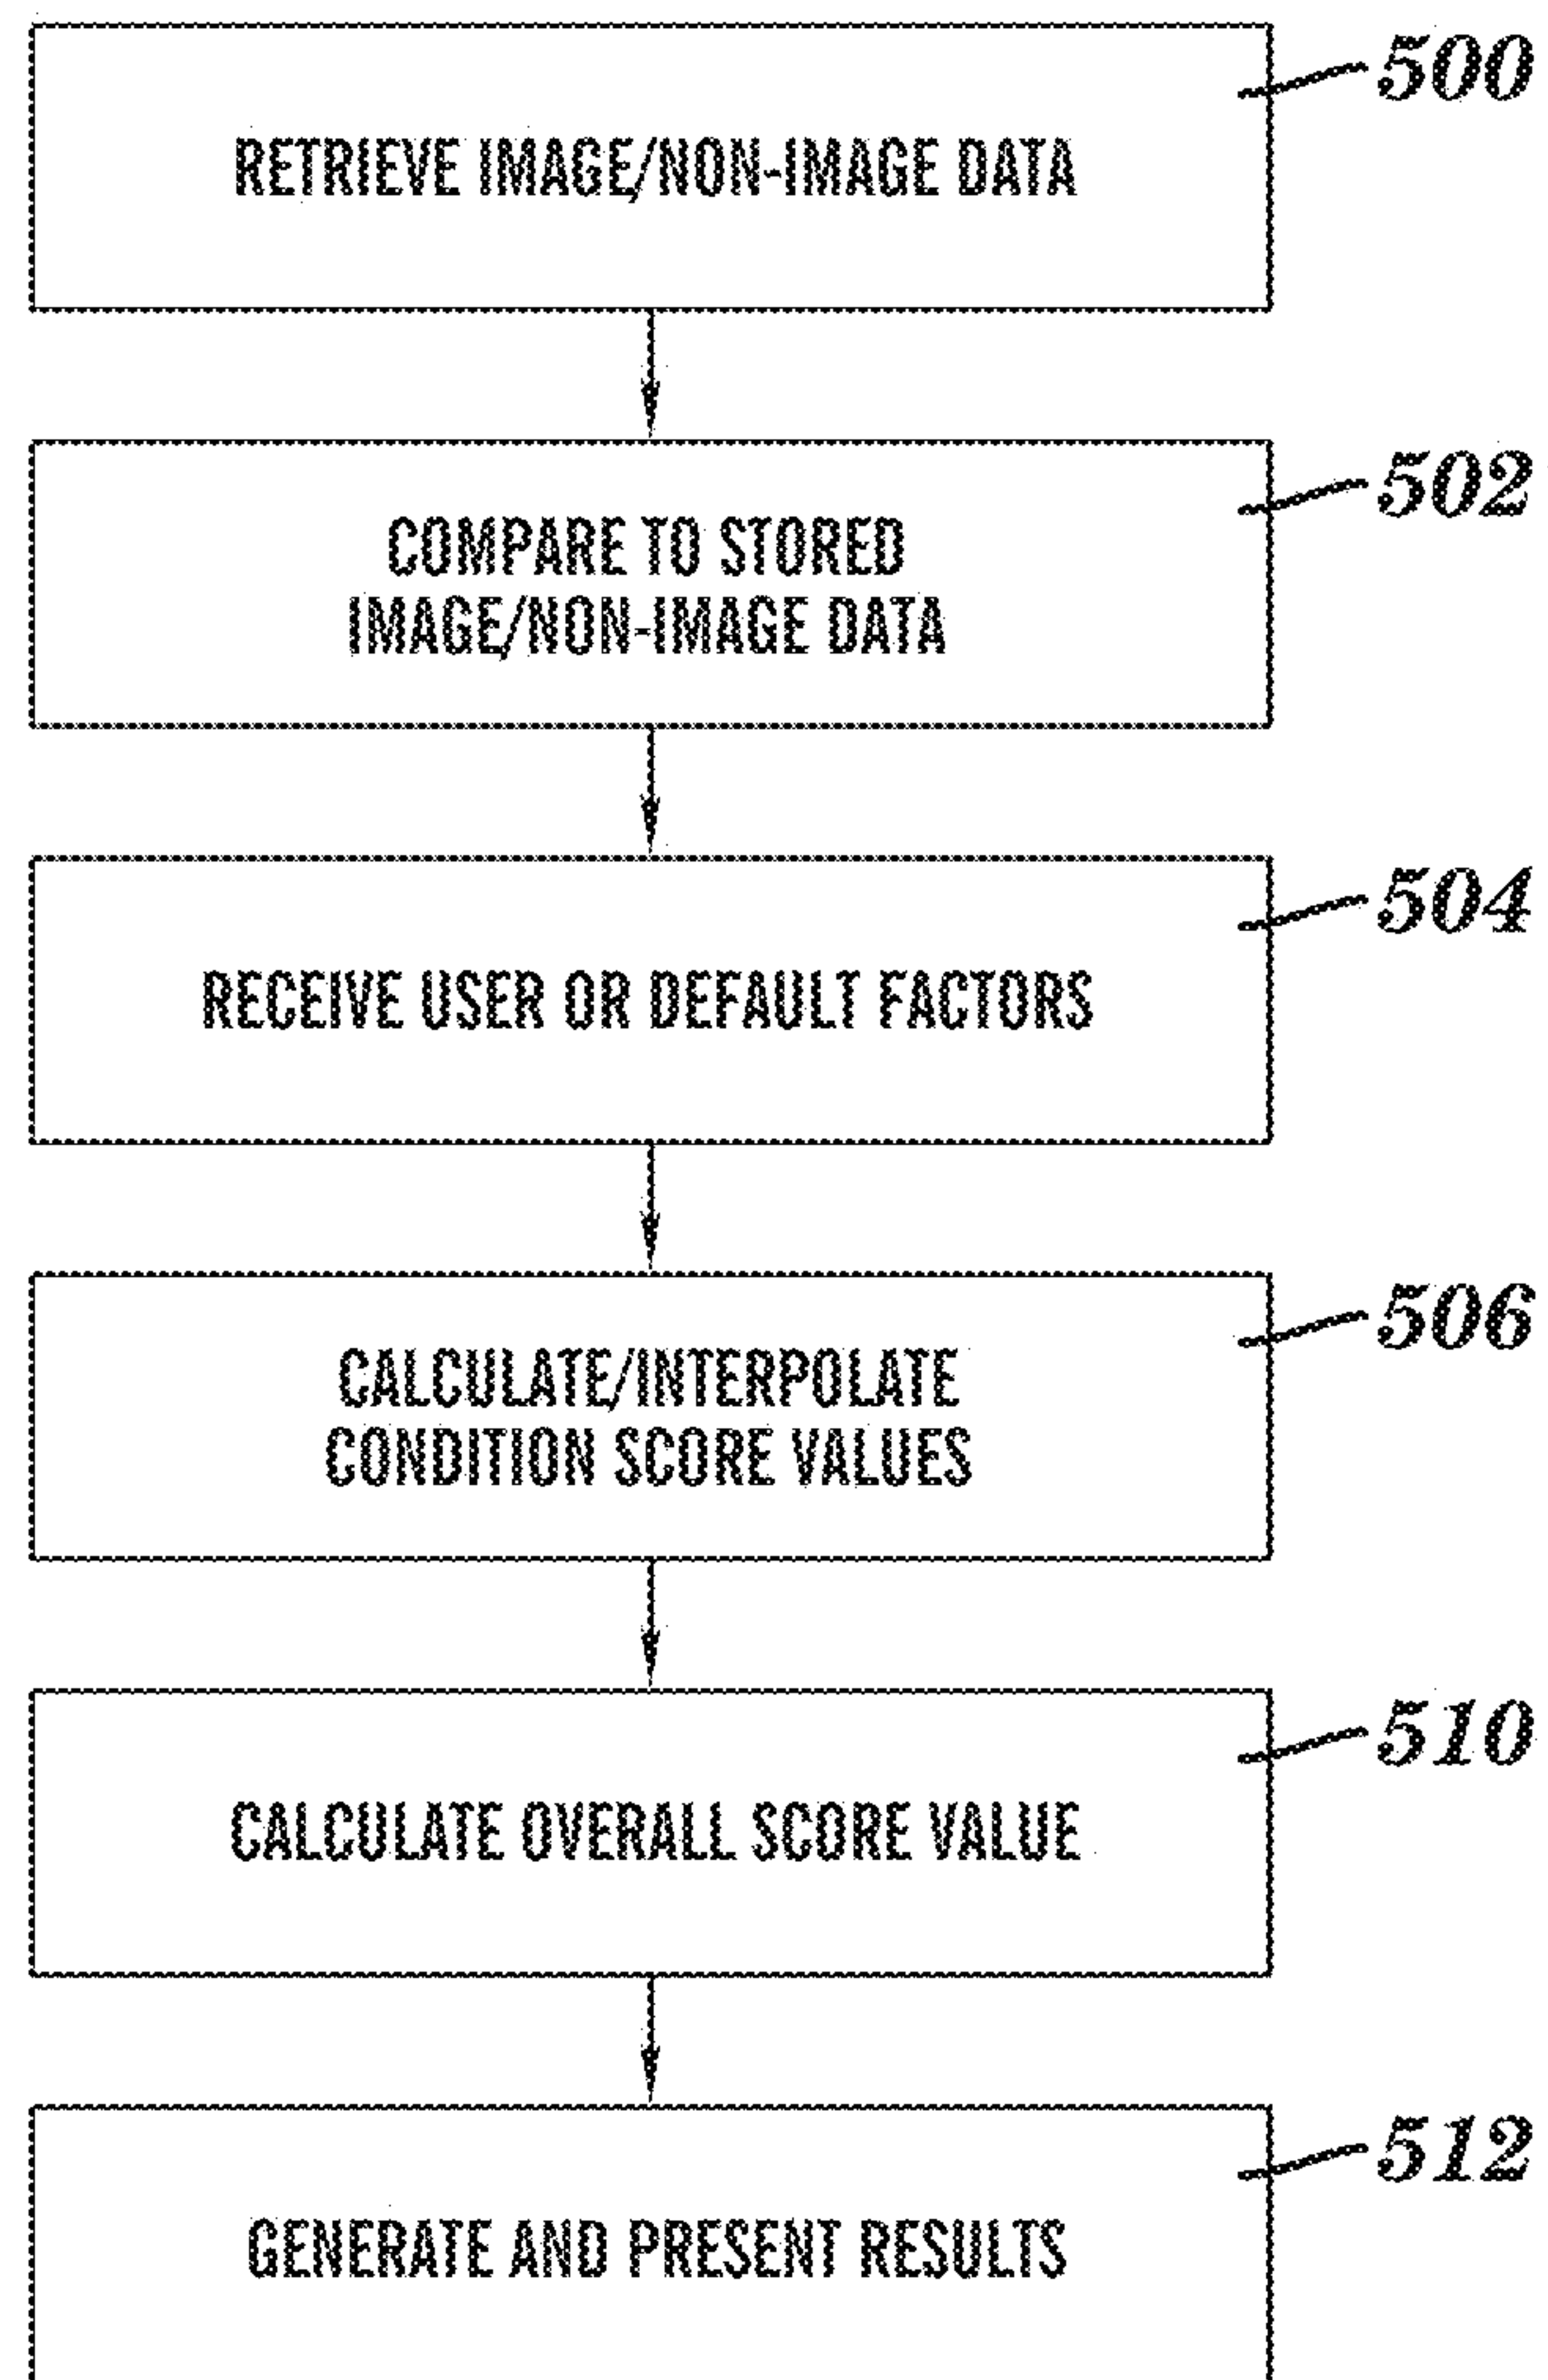 500
RETRIEVE IMAGE/NON-IMAGE DATA
502
COMPARE TO STORED
IMAGE/NON-IMAGE DATA
504
RECEIVE USER OR DEFAULT FACTORS
506
CALCULATE/INTERPOLATE
CONDITION SCORE VALUES
510
CALCULATE OVERALL SCORE VALUE
512
GENERATE AND PRESENT RESULTS